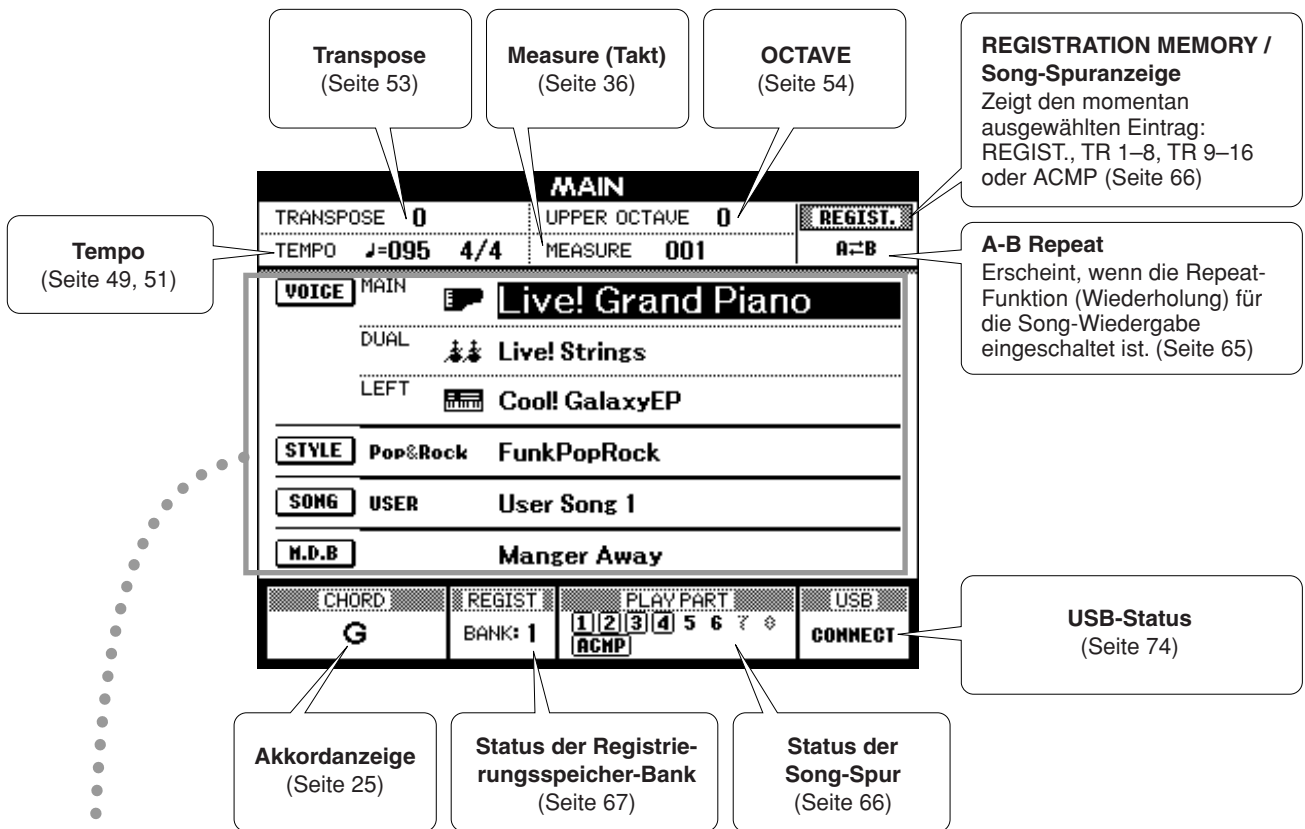 Transpose
(Seite 53)
Measure (Takt)
(Seite 36)
OCTAVE
(Seite 54)
REGISTRATION MEMORY /
Song-Spuranzeige
Zeigt den momentan
ausgewählten Eintrag:
REGIST., TR 1–8, TR 9–16
oder ACMP (Seite 66)
Tempo
(Seite 49, 51)
A-B Repeat
Erscheint, wenn die Repeat-
Funktion (Wiederholung) für
die Song-Wiedergabe
eingeschaltet ist. (Seite 65)
MAIN
TRANSPOSE 0 UPPER OCTAVE 0 REGIST.
TEMPO ♩=095 4/4 MEASURE 001 A⇄B
VOICE MAIN Live! Grand Piano
DUAL Live! Strings
LEFT Cool! GalaxyEP
STYLE Pop&Rock FunkPopRock
SONG USER User Song 1
M.D.B Manger Away
CHORD REGIST PLAY PART USB
G BANK: 1 1 2 3 4 5 6 7 8 CONNECT
ACMP
USB-Status
(Seite 74)
Akkordanzeige
(Seite 25)
Status der Registrie-
rungsspeicher-Bank
(Seite 67)
Status der
Song-Spur
(Seite 66)